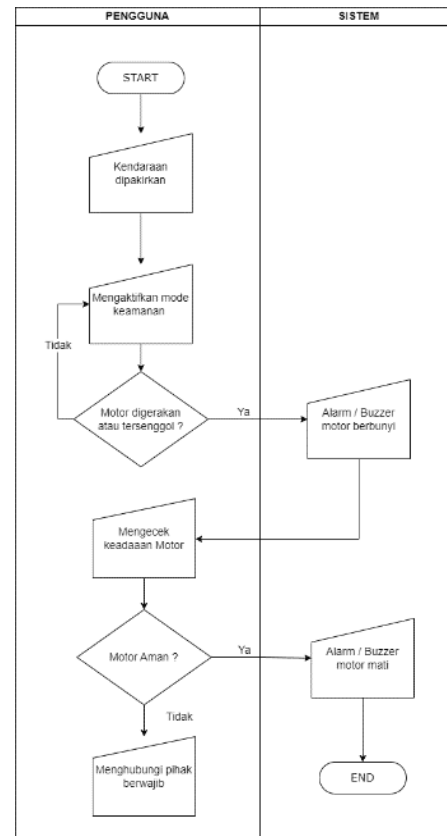 PENGGUNA
SISTEM
START
Kendaraan
dipakirkan
Mengaktifkan mode
keamanan
Tidak
Motor digerakan
atau tersenggol ?
Ya
Alarm / Buzzer
motor berbunyi
Mengecek
keadaaan Motor
Motor Aman ?
Ya
Alarm / Buzzer
motor mati
Tidak
Menghubungi pihak
berwajib
END